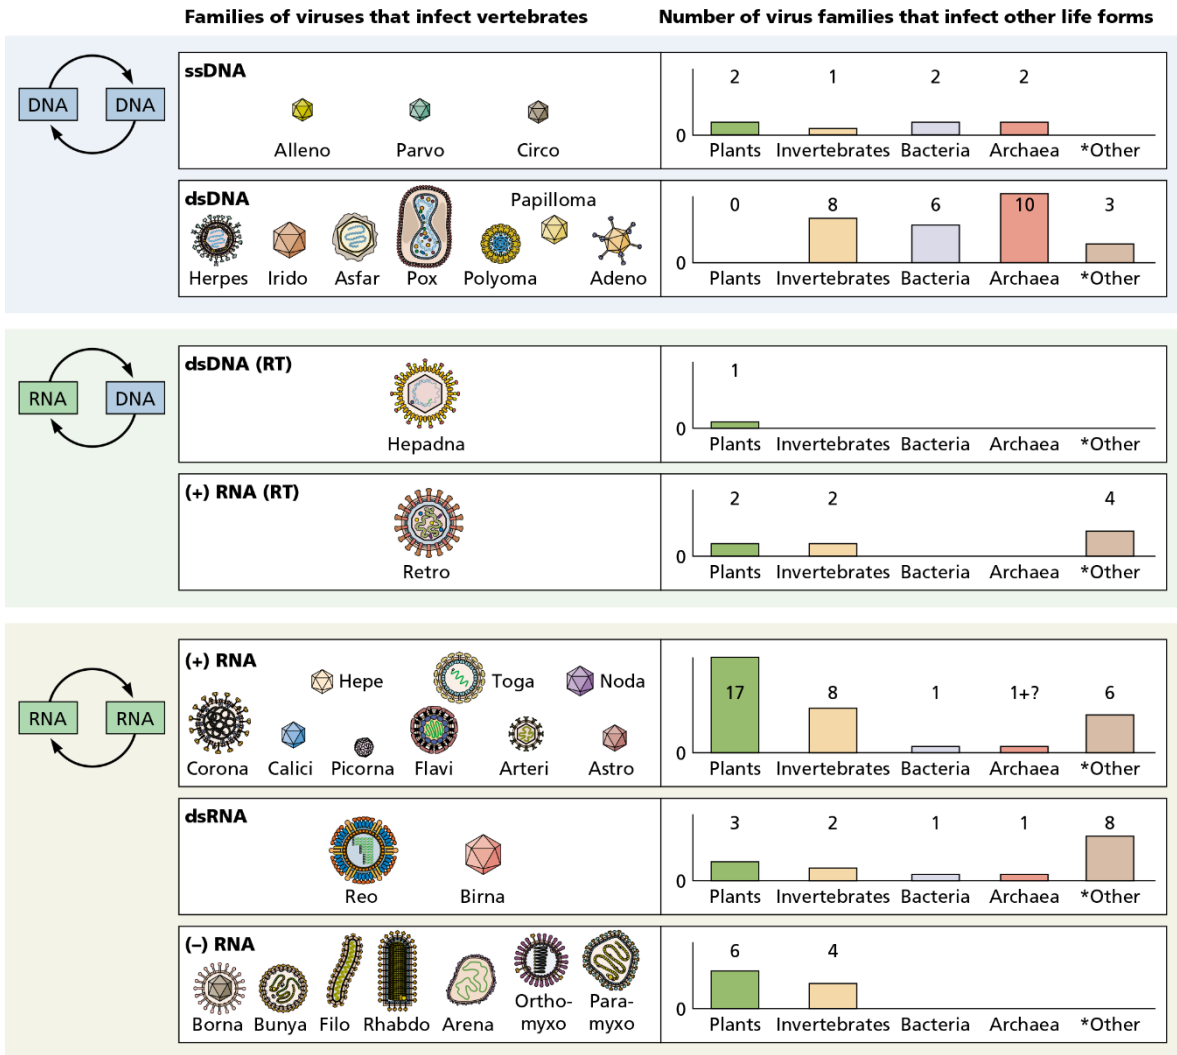 Families of viruses that infect vertebrates
Number of virus families that infect other life forms
DNA DNA
ssDNA
Alleno Parvo Circo
2 1 2 2
0
Plants Invertebrates Bacteria Archaea *Other
dsDNA
Papilloma
Herpes Irido Asfar Pox Polyoma Adeno
0 8 6 10 3
0
Plants Invertebrates Bacteria Archaea *Other
RNA DNA
dsDNA (RT)
Hepadna
1
0
Plants Invertebrates Bacteria Archaea *Other
(+) RNA (RT)
Retro
2 2 4
0
Plants Invertebrates Bacteria Archaea *Other
RNA RNA
(+) RNA
Hepe Toga Noda
Corona Calici Picorna Flavi Arteri Astro
17 8 1 1+? 6
0
Plants Invertebrates Bacteria Archaea *Other
dsRNA
Reo Birna
3 2 1 1 8
0
Plants Invertebrates Bacteria Archaea *Other
(–) RNA
Borna Bunya Filo Rhabdo Arena Ortho-
myxo
Para-
myxo
6 4
0
Plants Invertebrates Bacteria Archaea *Other